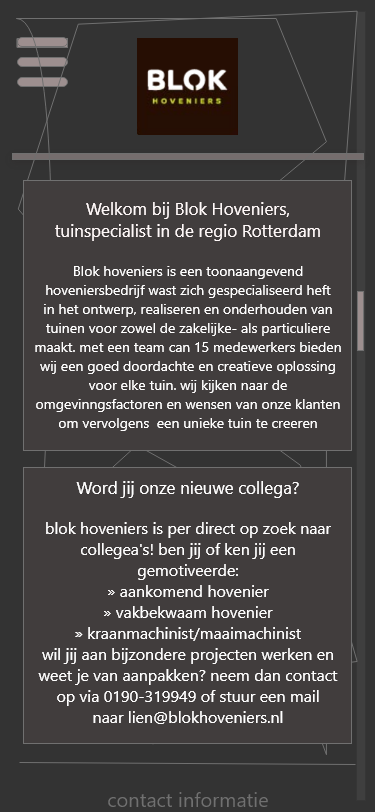 BLOK
HOVENIERS
Welkom bij Blok Hoveniers,
tuinspecialist in de regio Rotterdam
Blok hoveniers is een toonaangevend
hoveniersbedrijf wast zich gespecialiseerd heft
in het ontwerp, realiseren en onderhouden van
tuinen voor zowel de zakelijke- als particuliere
maakt. met een team can 15 medewerkers bieden
wij een goed doordachte en creatieve oplossing
voor elke tuin. wij kijken naar de
omgevinngsfactoren en wensen van onze klanten
om vervolgens een unieke tuin te creeren
Word jij onze nieuwe collega?
blok hoveniers is per direct op zoek naar
collegea's! ben jij of ken jij een
gemotiveerde:
» aankomend hovenier
» vakbekwaam hovenier
» kraanmachinist/maaimachinist
wil jij aan bijzondere projecten werken en
weet je van aanpakken? neem dan contact
op via 0190-319949 of stuur een mail
naar lien@blokhoveniers.nl
contact informatie